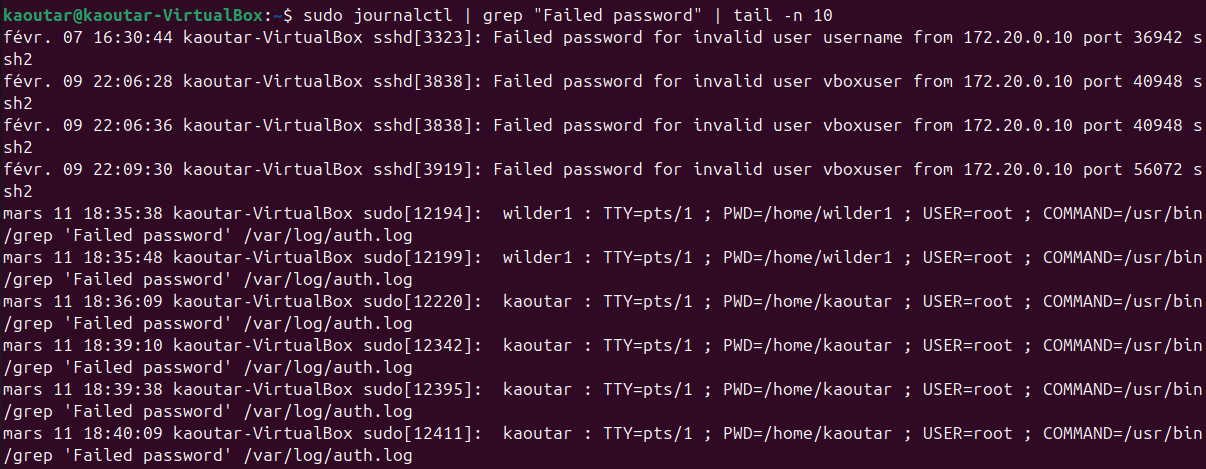 kaoutar@kaoutar-VirtualBox:~$ sudo journalctl | grep "Failed password" | tail -n 10
févr. 07 16:30:44 kaoutar-VirtualBox sshd[3323]: Failed password for invalid user username from 172.20.0.10 port 36942 s
sh2
févr. 09 22:06:28 kaoutar-VirtualBox sshd[3838]: Failed password for invalid user vboxuser from 172.20.0.10 port 40948 s
sh2
févr. 09 22:06:36 kaoutar-VirtualBox sshd[3838]: Failed password for invalid user vboxuser from 172.20.0.10 port 40948 s
sh2
févr. 09 22:09:30 kaoutar-VirtualBox sshd[3919]: Failed password for invalid user vboxuser from 172.20.0.10 port 56072 s
sh2
mars 11 18:35:38 kaoutar-VirtualBox sudo[12194]:  wilder1 : TTY=pts/1 ; PWD=/home/wilder1 ; USER=root ; COMMAND=/usr/bin
/grep 'Failed password' /var/log/auth.log
mars 11 18:35:48 kaoutar-VirtualBox sudo[12199]:  wilder1 : TTY=pts/1 ; PWD=/home/wilder1 ; USER=root ; COMMAND=/usr/bin
/grep 'Failed password' /var/log/auth.log
mars 11 18:36:09 kaoutar-VirtualBox sudo[12220]:  kaoutar : TTY=pts/1 ; PWD=/home/kaoutar ; USER=root ; COMMAND=/usr/bin
/grep 'Failed password' /var/log/auth.log
mars 11 18:39:10 kaoutar-VirtualBox sudo[12342]:  kaoutar : TTY=pts/1 ; PWD=/home/kaoutar ; USER=root ; COMMAND=/usr/bin
/grep 'Failed password' /var/log/auth.log
mars 11 18:39:38 kaoutar-VirtualBox sudo[12395]:  kaoutar : TTY=pts/1 ; PWD=/home/kaoutar ; USER=root ; COMMAND=/usr/bin
/grep 'Failed password' /var/log/auth.log
mars 11 18:40:09 kaoutar-VirtualBox sudo[12411]:  kaoutar : TTY=pts/1 ; PWD=/home/kaoutar ; USER=root ; COMMAND=/usr/bin
/grep 'Failed password' /var/log/auth.log